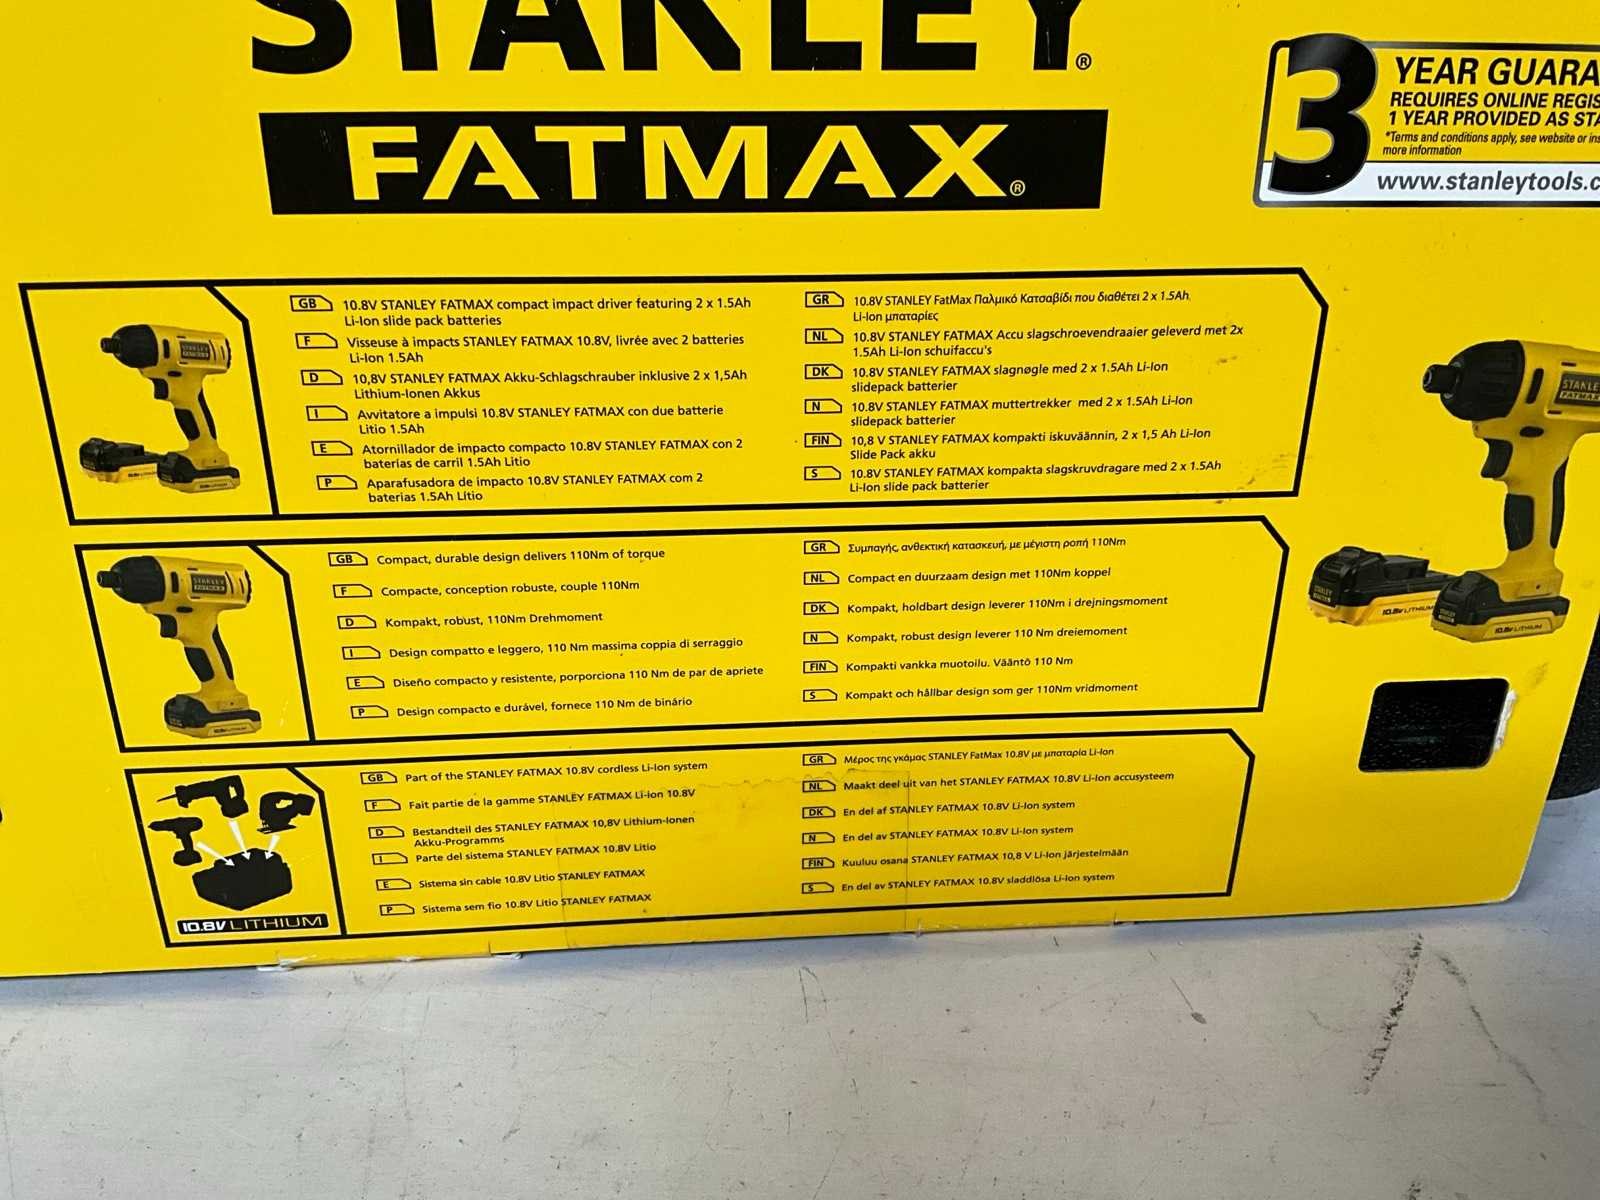 STANLEY®
FATMAX®
3 YEAR GUARA
REQUIRES ONLINE REGIS
1 YEAR PROVIDED AS STA
*Terms and conditions apply, see website or ins
more information
www.stanleytools.c
GB 10.8V STANLEY FATMAX compact impact driver featuring 2 x 1.5Ah
Li-Ion slide pack batteries
F Visseuse à impacts STANLEY FATMAX 10.8V, livrée avec 2 batteries
Li-Ion 1.5Ah
D 10,8V STANLEY FATMAX Akku-Schlagschrauber inklusive 2 x 1,5Ah
Lithium-Ionen Akkus
I Avvitatore a impulsi 10.8V STANLEY FATMAX con due batterie
Litio 1.5Ah
E Atornillador de impacto compacto 10.8V STANLEY FATMAX con 2
baterías de carril 1.5Ah Litio
P Aparafusadora de impacto 10.8V STANLEY FATMAX com 2
baterias 1.5Ah Lítio
GR 10.8V STANLEY FatMax Παλμικό Κατσαβίδι που διαθέτει 2 x 1.5Ah.
Li-Ion μπαταρίες
NL 10.8V STANLEY FATMAX Accu slagschroevendraaier geleverd met 2x
1.5Ah Li-Ion schuifaccu's
DK 10.8V STANLEY FATMAX slagnøgle med 2 x 1.5Ah Li-Ion
slidepack batterier
N 10.8V STANLEY FATMAX muttertrekker med 2 x 1.5Ah Li-Ion
slidepack batterier
FIN 10,8 V STANLEY FATMAX kompakti iskuväännin, 2 x 1,5 Ah Li-Ion
Slide Pack akku
S 10.8V STANLEY FATMAX kompakta slagskruvdragare med 2 x 1.5Ah
Li-Ion slide pack batterier
GB Compact, durable design delivers 110Nm of torque
F Compacte, conception robuste, couple 110Nm
D Kompakt, robust, 110Nm Drehmoment
I Design compatto e leggero, 110 Nm massima coppia di serraggio
E Diseño compacto y resistente, porporciona 110 Nm de par de apriete
P Design compacto e durável, fornece 110 Nm de binário
GR Συμπαγής, ανθεκτική κατασκευή, με μέγιστη ροπή 110Nm
NL Compact en duurzaam design met 110Nm koppel
DK Kompakt, holdbart design leverer 110Nm i drejningsmoment
N Kompakt, robust design leverer 110 Nm dreiemoment
FIN Kompakti vankka muotoilu. Vääntö 110 Nm
S Kompakt och hållbar design som ger 110Nm vridmoment
GB Part of the STANLEY FATMAX 10.8V cordless Li-Ion system
F Fait partie de la gamme STANLEY FATMAX Li-Ion 10.8V
D Bestandteil des STANLEY FATMAX 10,8V Lithium-Ionen
Akku-Programms
I Parte del sistema STANLEY FATMAX 10.8V Litio
E Sistema sin cable 10.8V Litio STANLEY FATMAX
P Sistema sem fio 10.8V Litio STANLEY FATMAX
GR Μέρος της γκάμας STANLEY FatMax 10.8V με μπαταρία Li-Ion
NL Maakt deel uit van het STANLEY FATMAX 10.8V Li-Ion accusysteem
DK En del af STANLEY FATMAX 10.8V Li-Ion system
N En del av STANLEY FATMAX 10.8V Li-Ion system
FIN Kuuluu osana STANLEY FATMAX 10,8 V Li-Ion järjestelmään
S En del av STANLEY FATMAX 10.8V sladdlösa Li-Ion system
10.8V LITHIUM
STANLEY
FATMAX
STANLEY
FATMAX
10.8V LITHIUM
10.8V LITHIUM